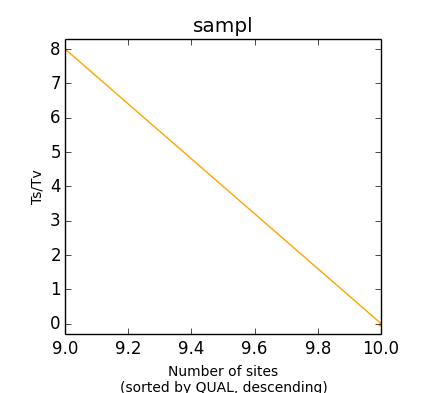 sampl
8
7
6
5
4
3
2
1
0
Ts/Tv
9.0 9.2 9.4 9.6 9.8 10.0
Number of sites
(sorted by QUAL, descending)